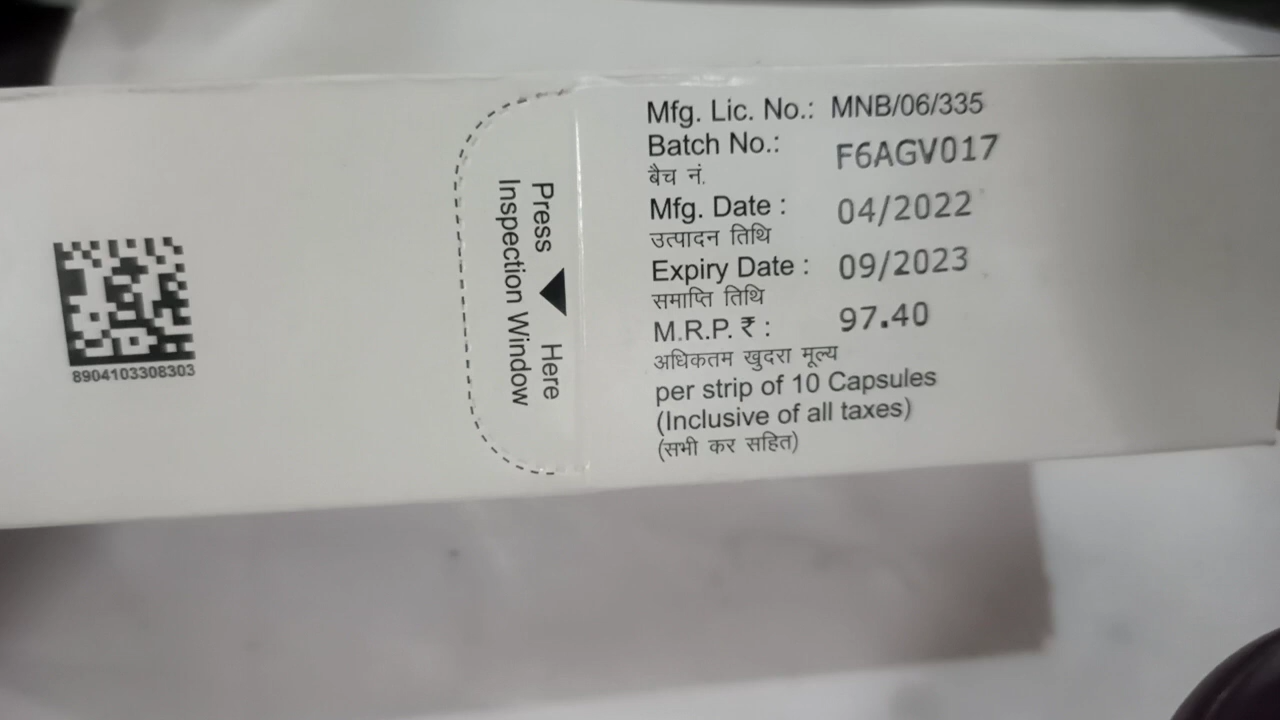 Mfg. Lic. No.: MNB/06/335
Batch No.: F6AGV017
बैच नं.
Mfg. Date : 04/2022
उत्पादन तिथि
Expiry Date : 09/2023
समाप्ति तिथि
M.R.P. ₹ : 97.40
अधिकतम खुदरा मूल्य
per strip of 10 Capsules
(Inclusive of all taxes)
(सभी कर सहित)
Press Here
Inspection Window
8904103308303